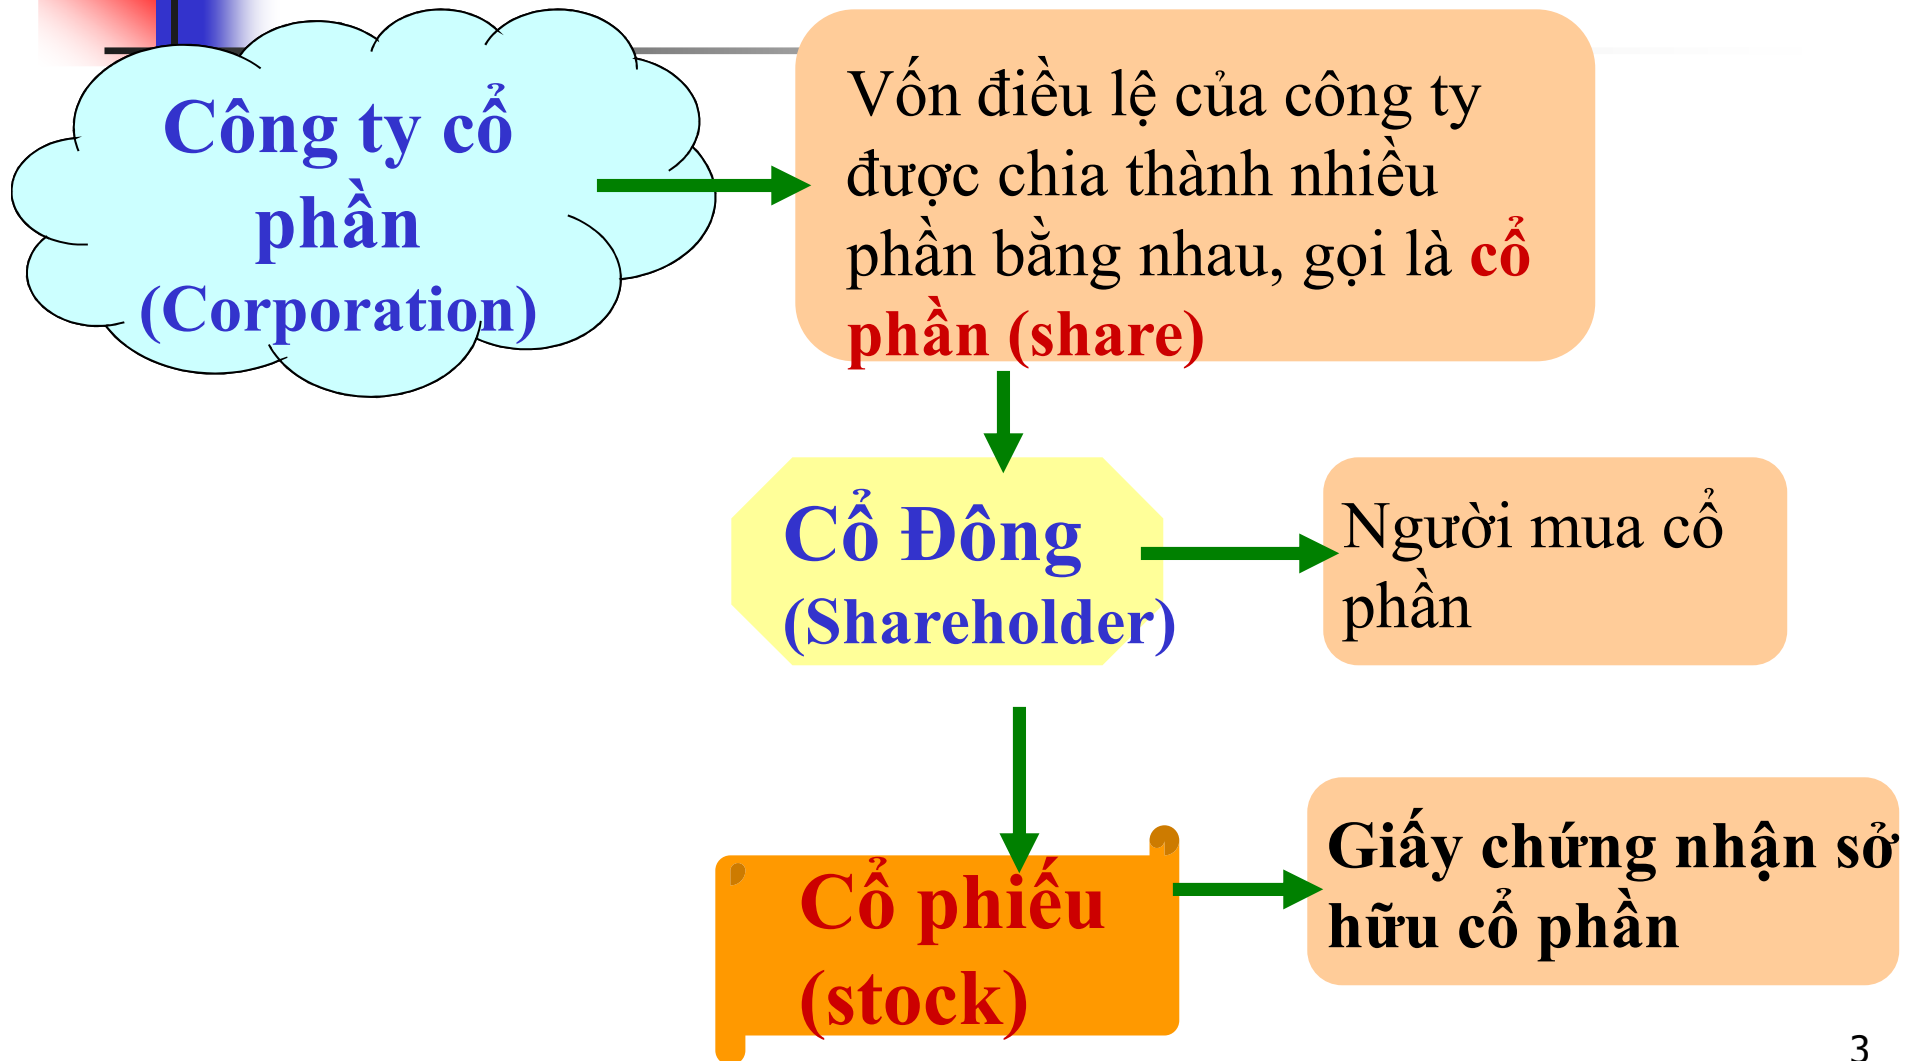 Công ty cổ
phần
(Corporation)
Vốn điều lệ của công ty
được chia thành nhiều
phần bằng nhau, gọi là cổ
phần (share)
Cổ Đông
(Shareholder)
Người mua cổ
phần
Cổ phiếu
(stock)
Giấy chứng nhận sở
hữu cổ phần
3